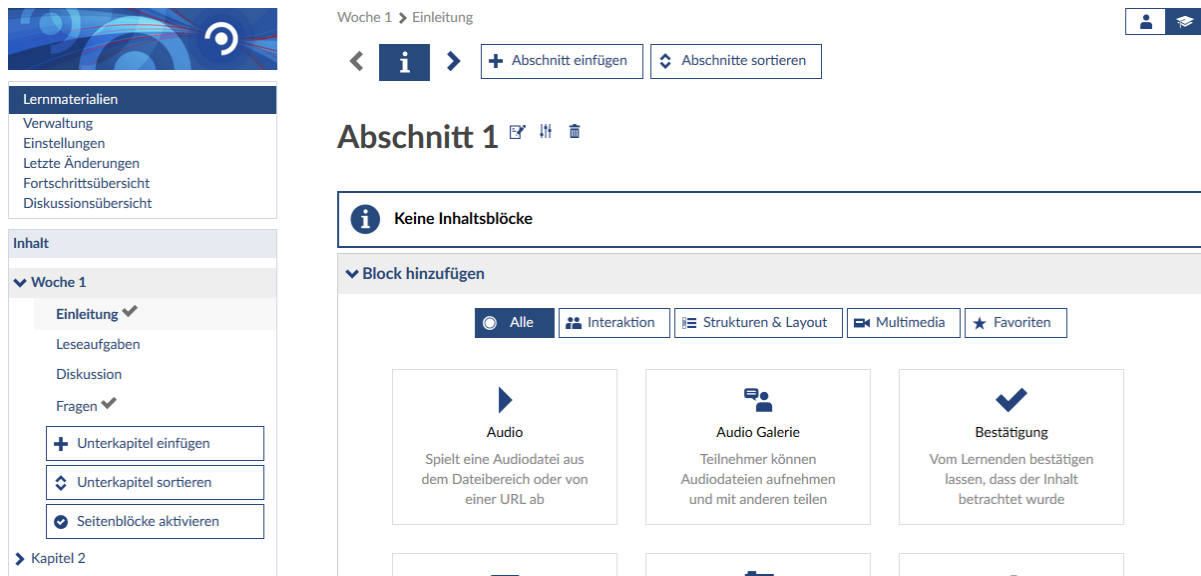 Woche 1 > Einleitung
Abschnitt einfügen
Abschnitte sortieren
Lernmaterialien
Verwaltung
Einstellungen
Letzte Änderungen
Fortschrittsübersicht
Diskussionsübersicht
Abschnitt 1
Keine Inhaltsblöcke
Inhalt
Woche 1
Einleitung
Leseaufgaben
Diskussion
Fragen
Unterkapitel einfügen
Unterkapitel sortieren
Seitenblöcke aktivieren
Kapitel 2
Block hinzufügen
Alle
Interaktion
Strukturen & Layout
Multimedia
Favoriten
Audio
Spielt eine Audiodatei aus
dem Dateibereich oder von
einer URL ab
Audio Galerie
Teilnehmer können
Audiodateien aufnehmen
und mit anderen teilen
Bestätigung
Vom Lernenden bestätigen
lassen, dass der Inhalt
betrachtet wurde